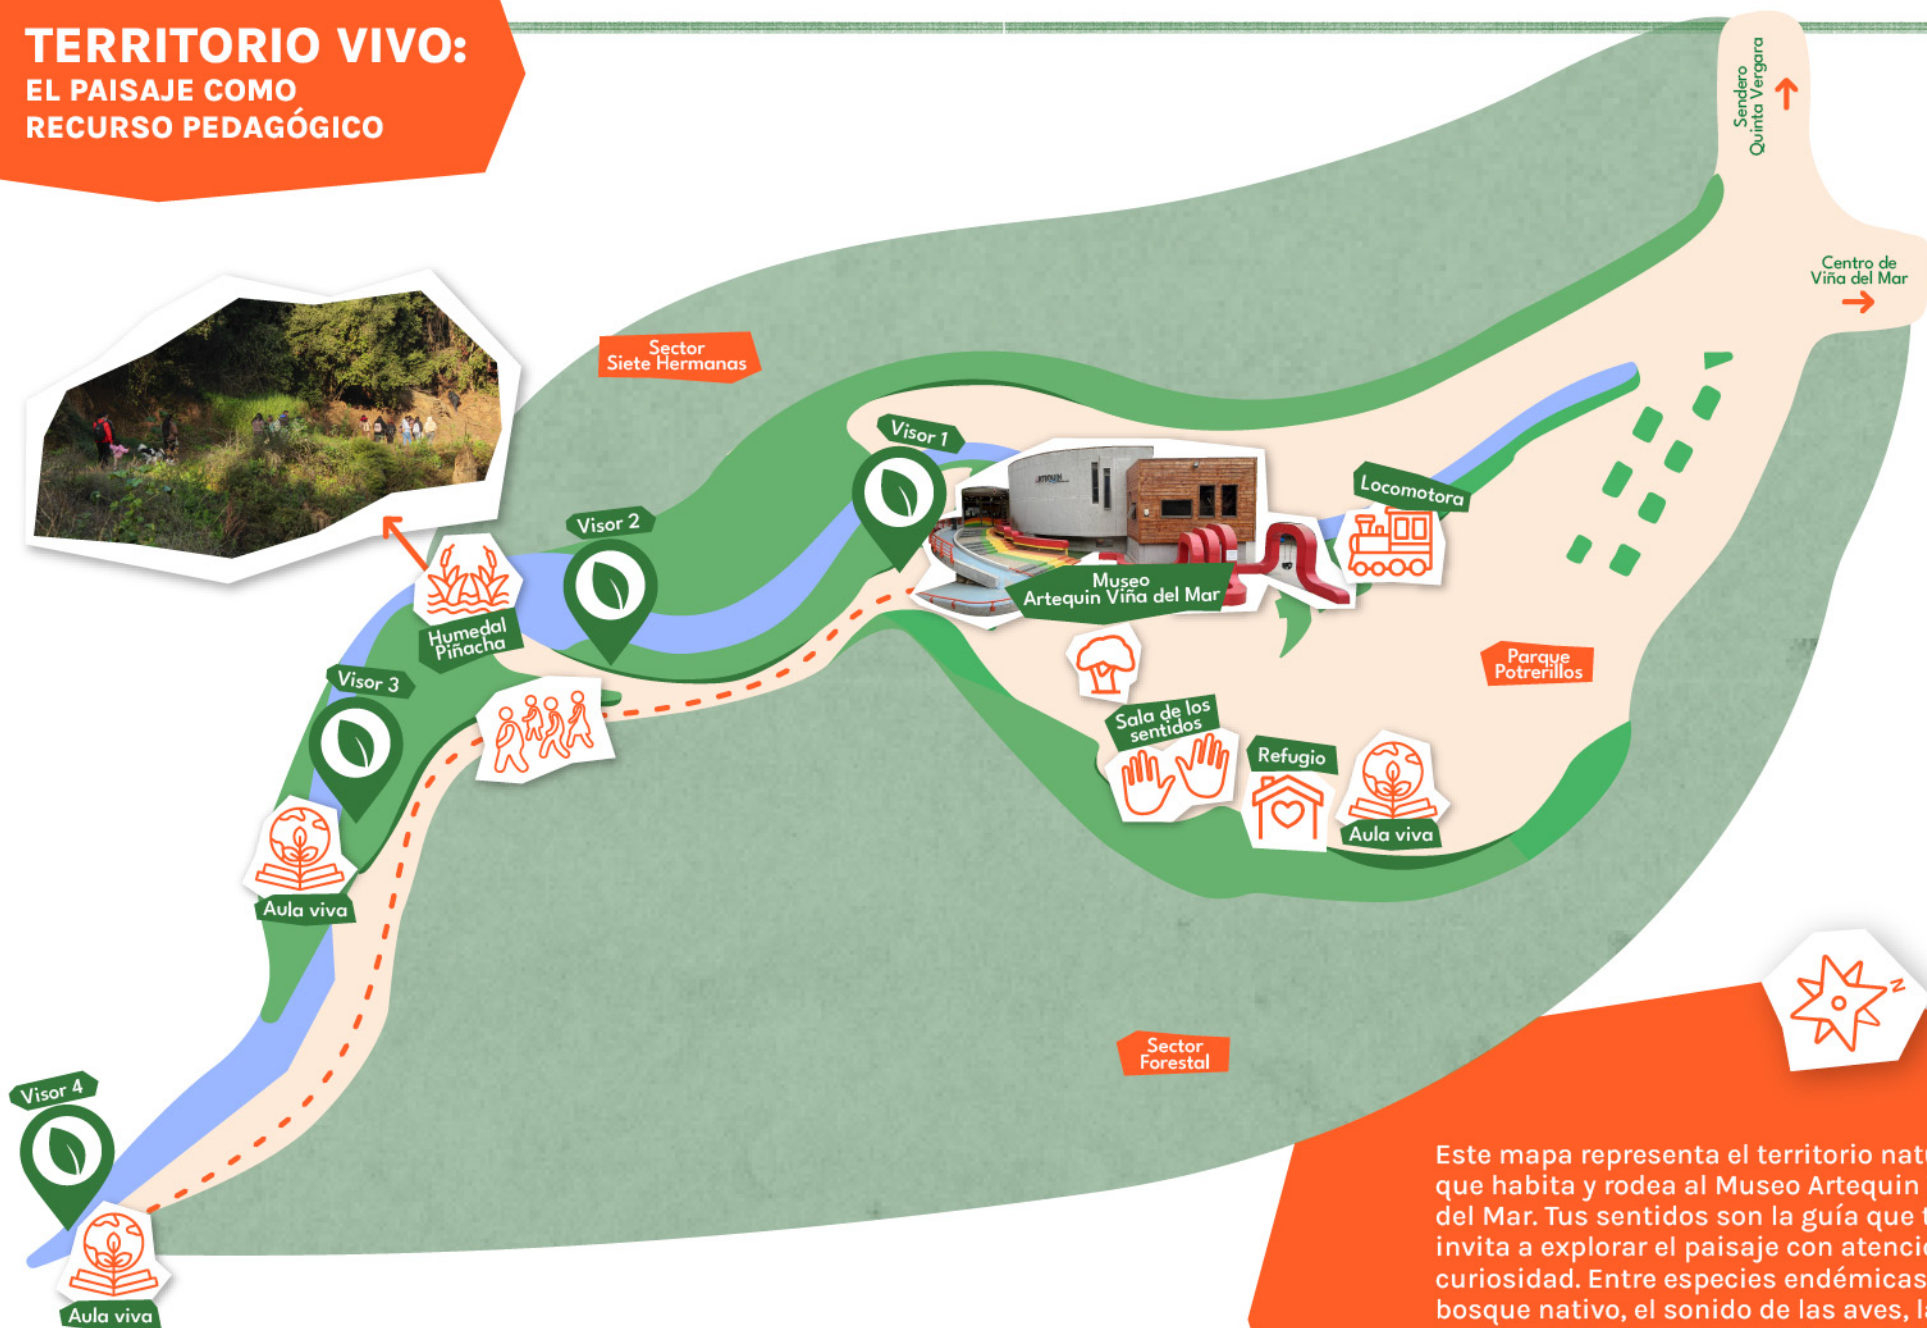 TERRITORIO VIVO:
EL PAISAJE COMO
RECURSO PEDAGÓGICO
Sendero
Quinta Vergara
Centro de
Viña del Mar
Sector
Siete Hermanas
Visor 1
Visor 2
Locomotora
Museo
Artequin Viña del Mar
Humedal
Piñacha
Visor 3
Parque
Potrerillos
Sala de los
sentidos
Refugio
Aula viva
Aula viva
N
Sector
Forestal
Visor 4
Aula viva
Este mapa representa el territorio
que habita y rodea al Museo Artequin
del Mar. Tus sentidos son la guía que
invita a explorar el paisaje con
curiosidad. Entre especies endémicas
bosque nativo, el sonido de las aves,